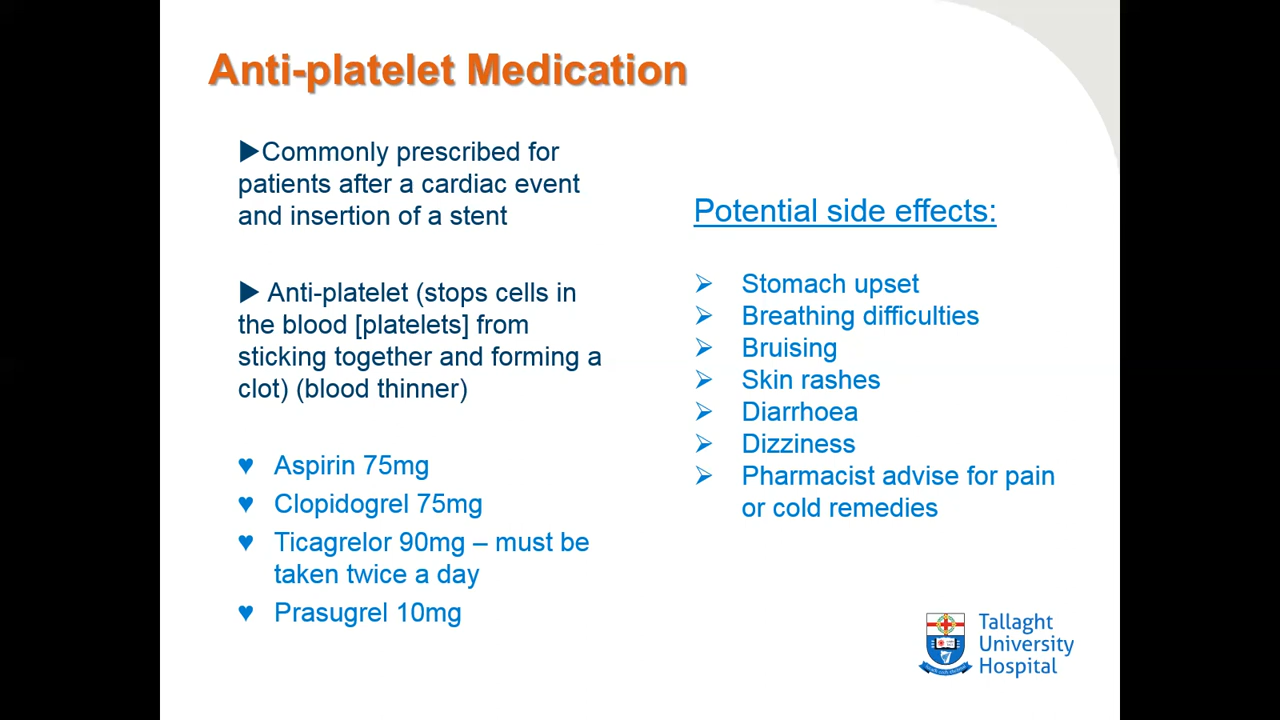 Anti-platelet Medication
▶Commonly prescribed for
patients after a cardiac event
and insertion of a stent
▶ Anti-platelet (stops cells in
the blood [platelets] from
sticking together and forming a
clot) (blood thinner)
♥ Aspirin 75mg
♥ Clopidogrel 75mg
♥ Ticagrelor 90mg – must be
taken twice a day
♥ Prasugrel 10mg
Potential side effects:
➢ Stomach upset
➢ Breathing difficulties
➢ Bruising
➢ Skin rashes
➢ Diarrhoea
➢ Dizziness
➢ Pharmacist advise for pain
or cold remedies
Tallaght
University
Hospital